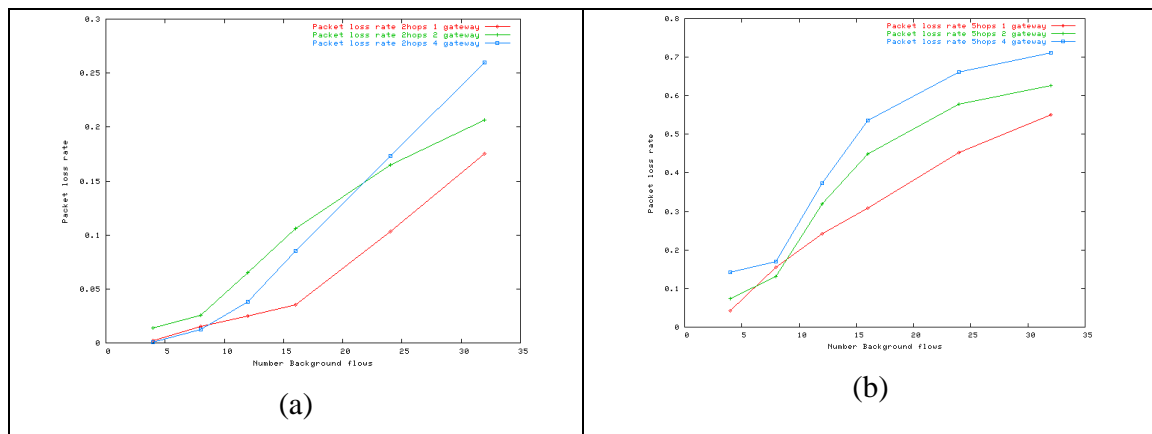 Packet loss rate 2hops 1 gateway
Packet loss rate 2hops 2 gateway
Packet loss rate 2hops 4 gateway
0.3
0.25
0.2
0.15
0.1
0.05
0
0 5 10 15 20 25 30 35
Packet loss rate
Number Background flows
(a)
Packet loss rate 5hops 1 gateway
Packet loss rate 5hops 2 gateway
Packet loss rate 5hops 4 gateway
0.8
0.7
0.6
0.5
0.4
0.3
0.2
0.1
0
0 5 10 15 20 25 30 35
Packet loss rate
Number Background flows
(b)